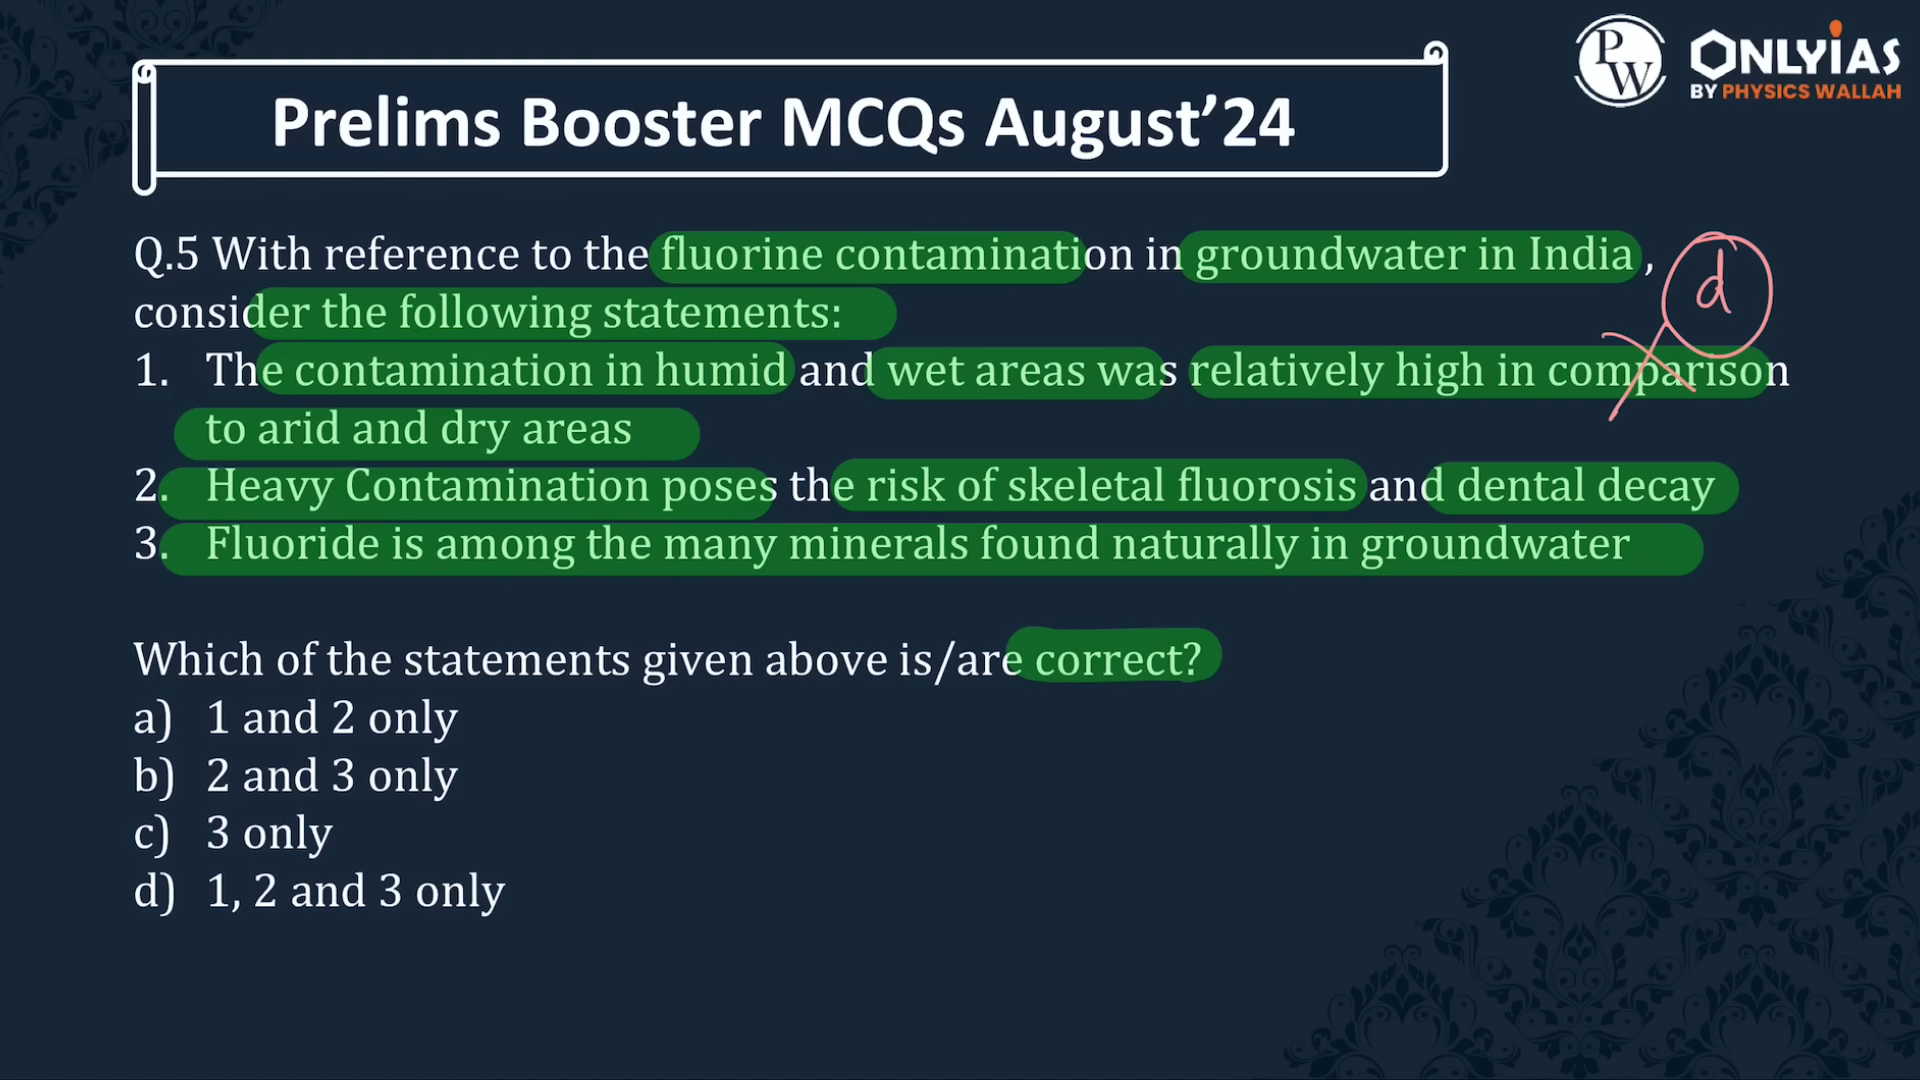 PW ONLYIAS
BY PHYSICS WALLAH
Prelims Booster MCQs August’24
Q.5 With reference to the fluorine contamination in groundwater in India ,
d
consider the following statements:
1. The contamination in humid and wet areas was relatively high in comparison
to arid and dry areas
2. Heavy Contamination poses the risk of skeletal fluorosis and dental decay
3. Fluoride is among the many minerals found naturally in groundwater
Which of the statements given above is/are correct?
a) 1 and 2 only
b) 2 and 3 only
c) 3 only
d) 1, 2 and 3 only